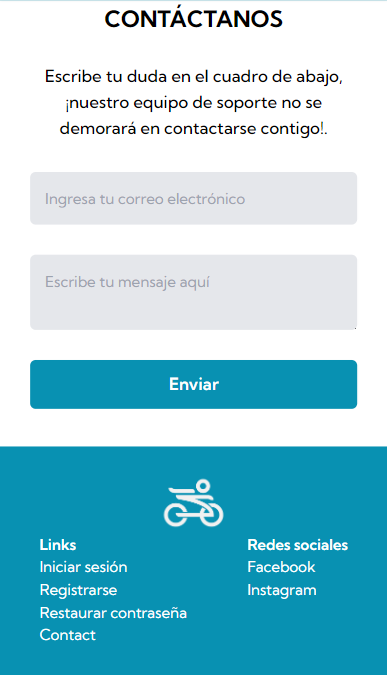 CONTÁCTANOS
Escribe tu duda en el cuadro de abajo,
¡nuestro equipo de soporte no se
demorará en contactarse contigo!.
Ingresa tu correo electrónico
Escribe tu mensaje aquí
Enviar
Links
Iniciar sesión
Registrarse
Restaurar contraseña
Contact
Redes sociales
Facebook
Instagram